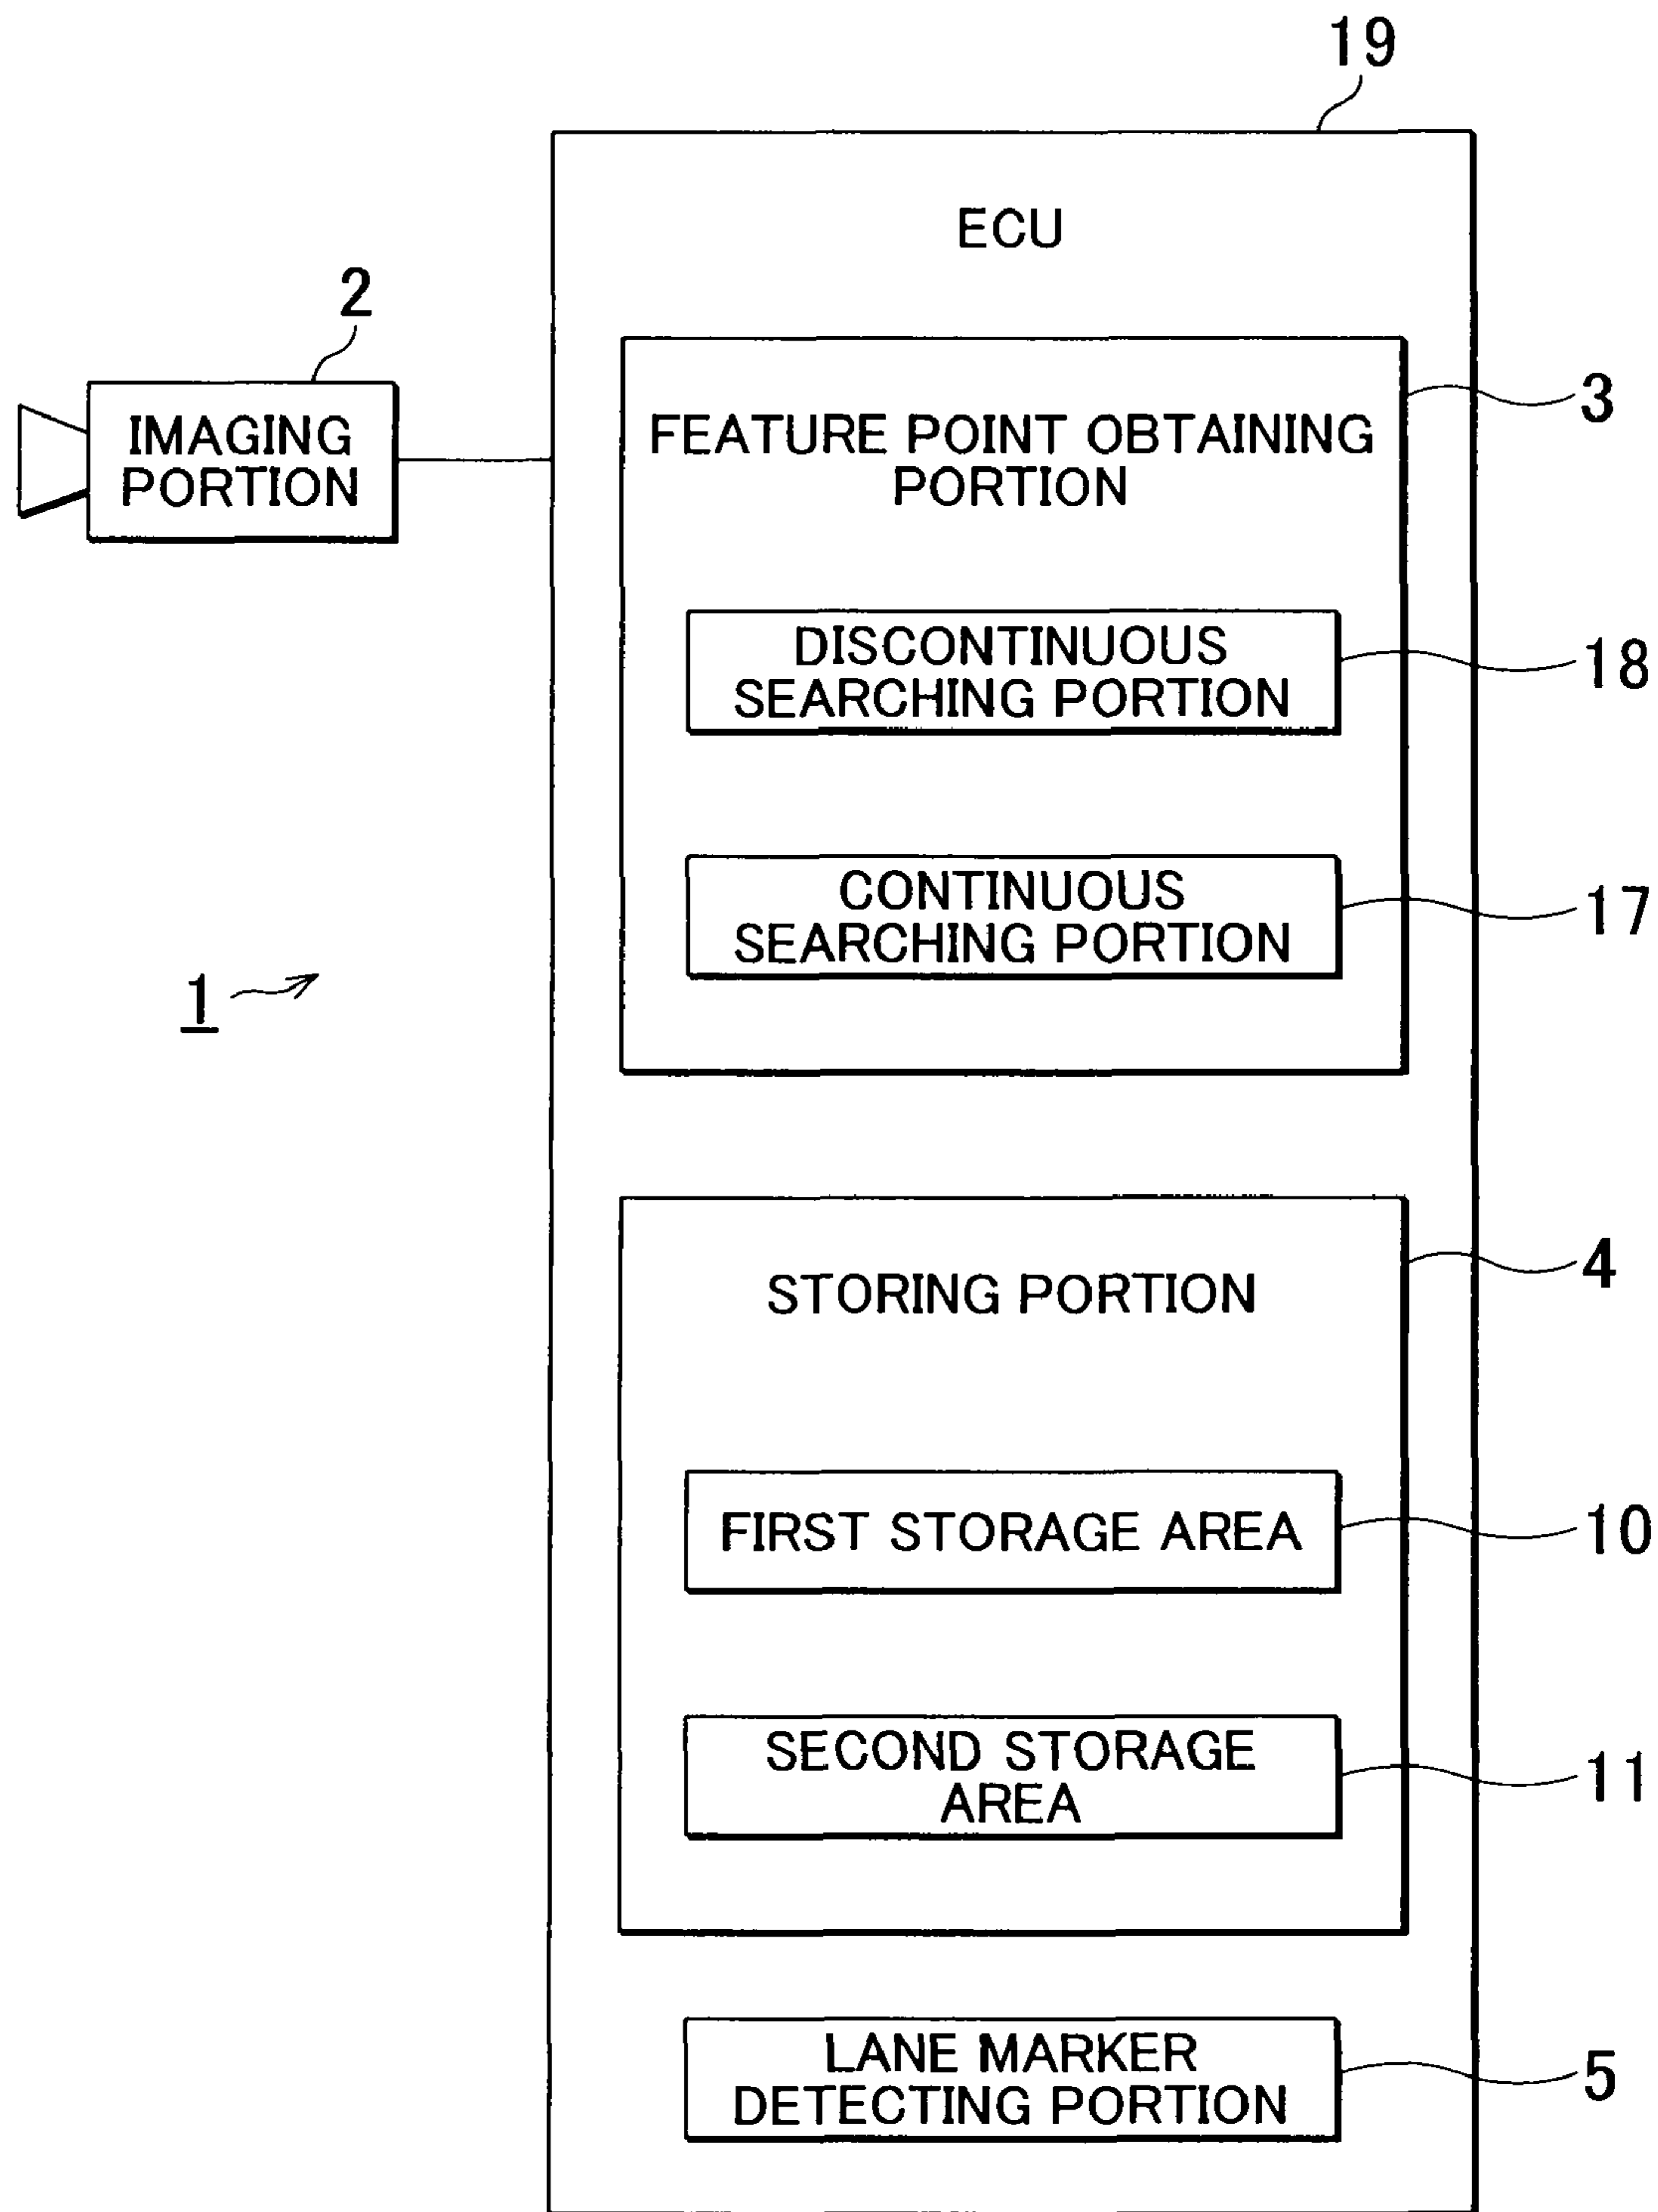 19
ECU
2
IMAGING
PORTION
3
FEATURE POINT OBTAINING
PORTION
DISCONTINUOUS
SEARCHING PORTION
18
CONTINUOUS
SEARCHING PORTION
17
1
4
STORING PORTION
FIRST STORAGE AREA
10
SECOND STORAGE
AREA
11
LANE MARKER
DETECTING PORTION
5